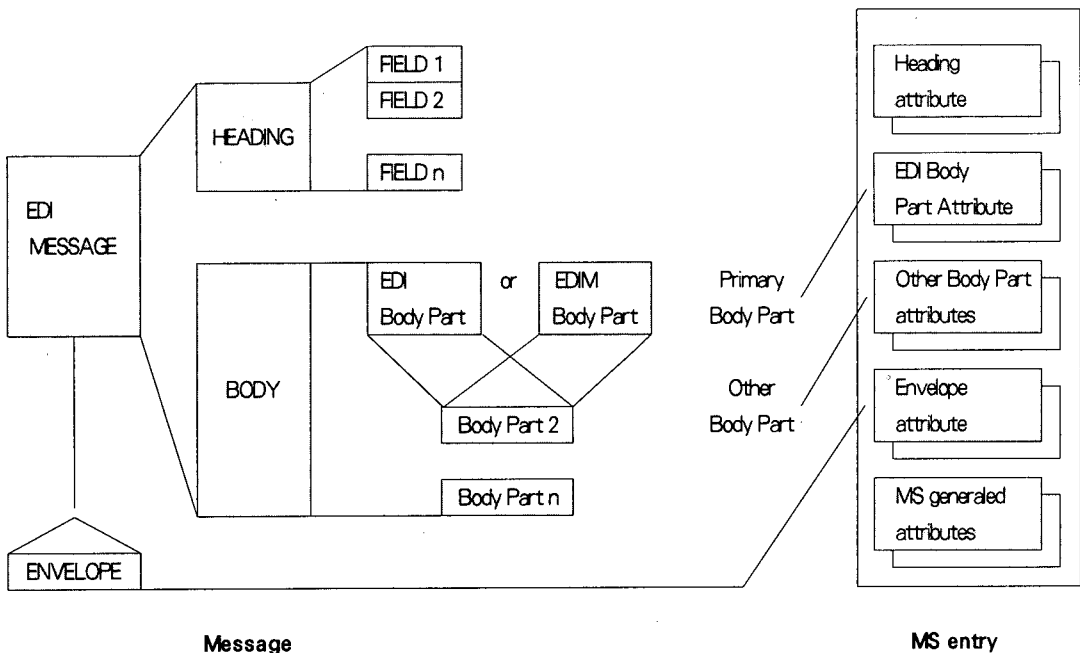 FIELD 1
FIELD 2
HEADING
FIELD n
EDI
MESSAGE
EDI
Body Part
or
EDIM
Body Part
BODY
Body Part 2
Body Part n
ENVELOPE
Primary
Body Part
Other
Body Part
Heading
attribute
EDI Body
Part Attribute
Other Body Part
attributes
Envelope
attribute
MS generaled
attributes
Message
MS entry